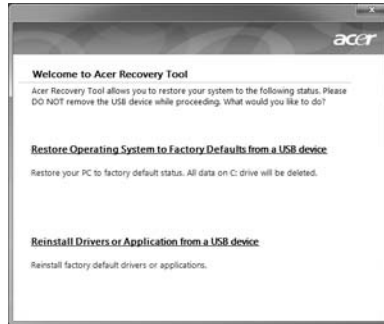 acer
Welcome to Acer Recovery Tool
Acer Recovery Tool allows you to restore your system to the following status. Please
DO NOT remove the USB device while proceeding. What would you like to do?
Restore Operating System to Factory Defaults from a USB device
Restore your PC to factory default status. All data on C: drive will be deleted.
Reinstall Drivers or Application from a USB device
Reinstall factory default drivers or applications.